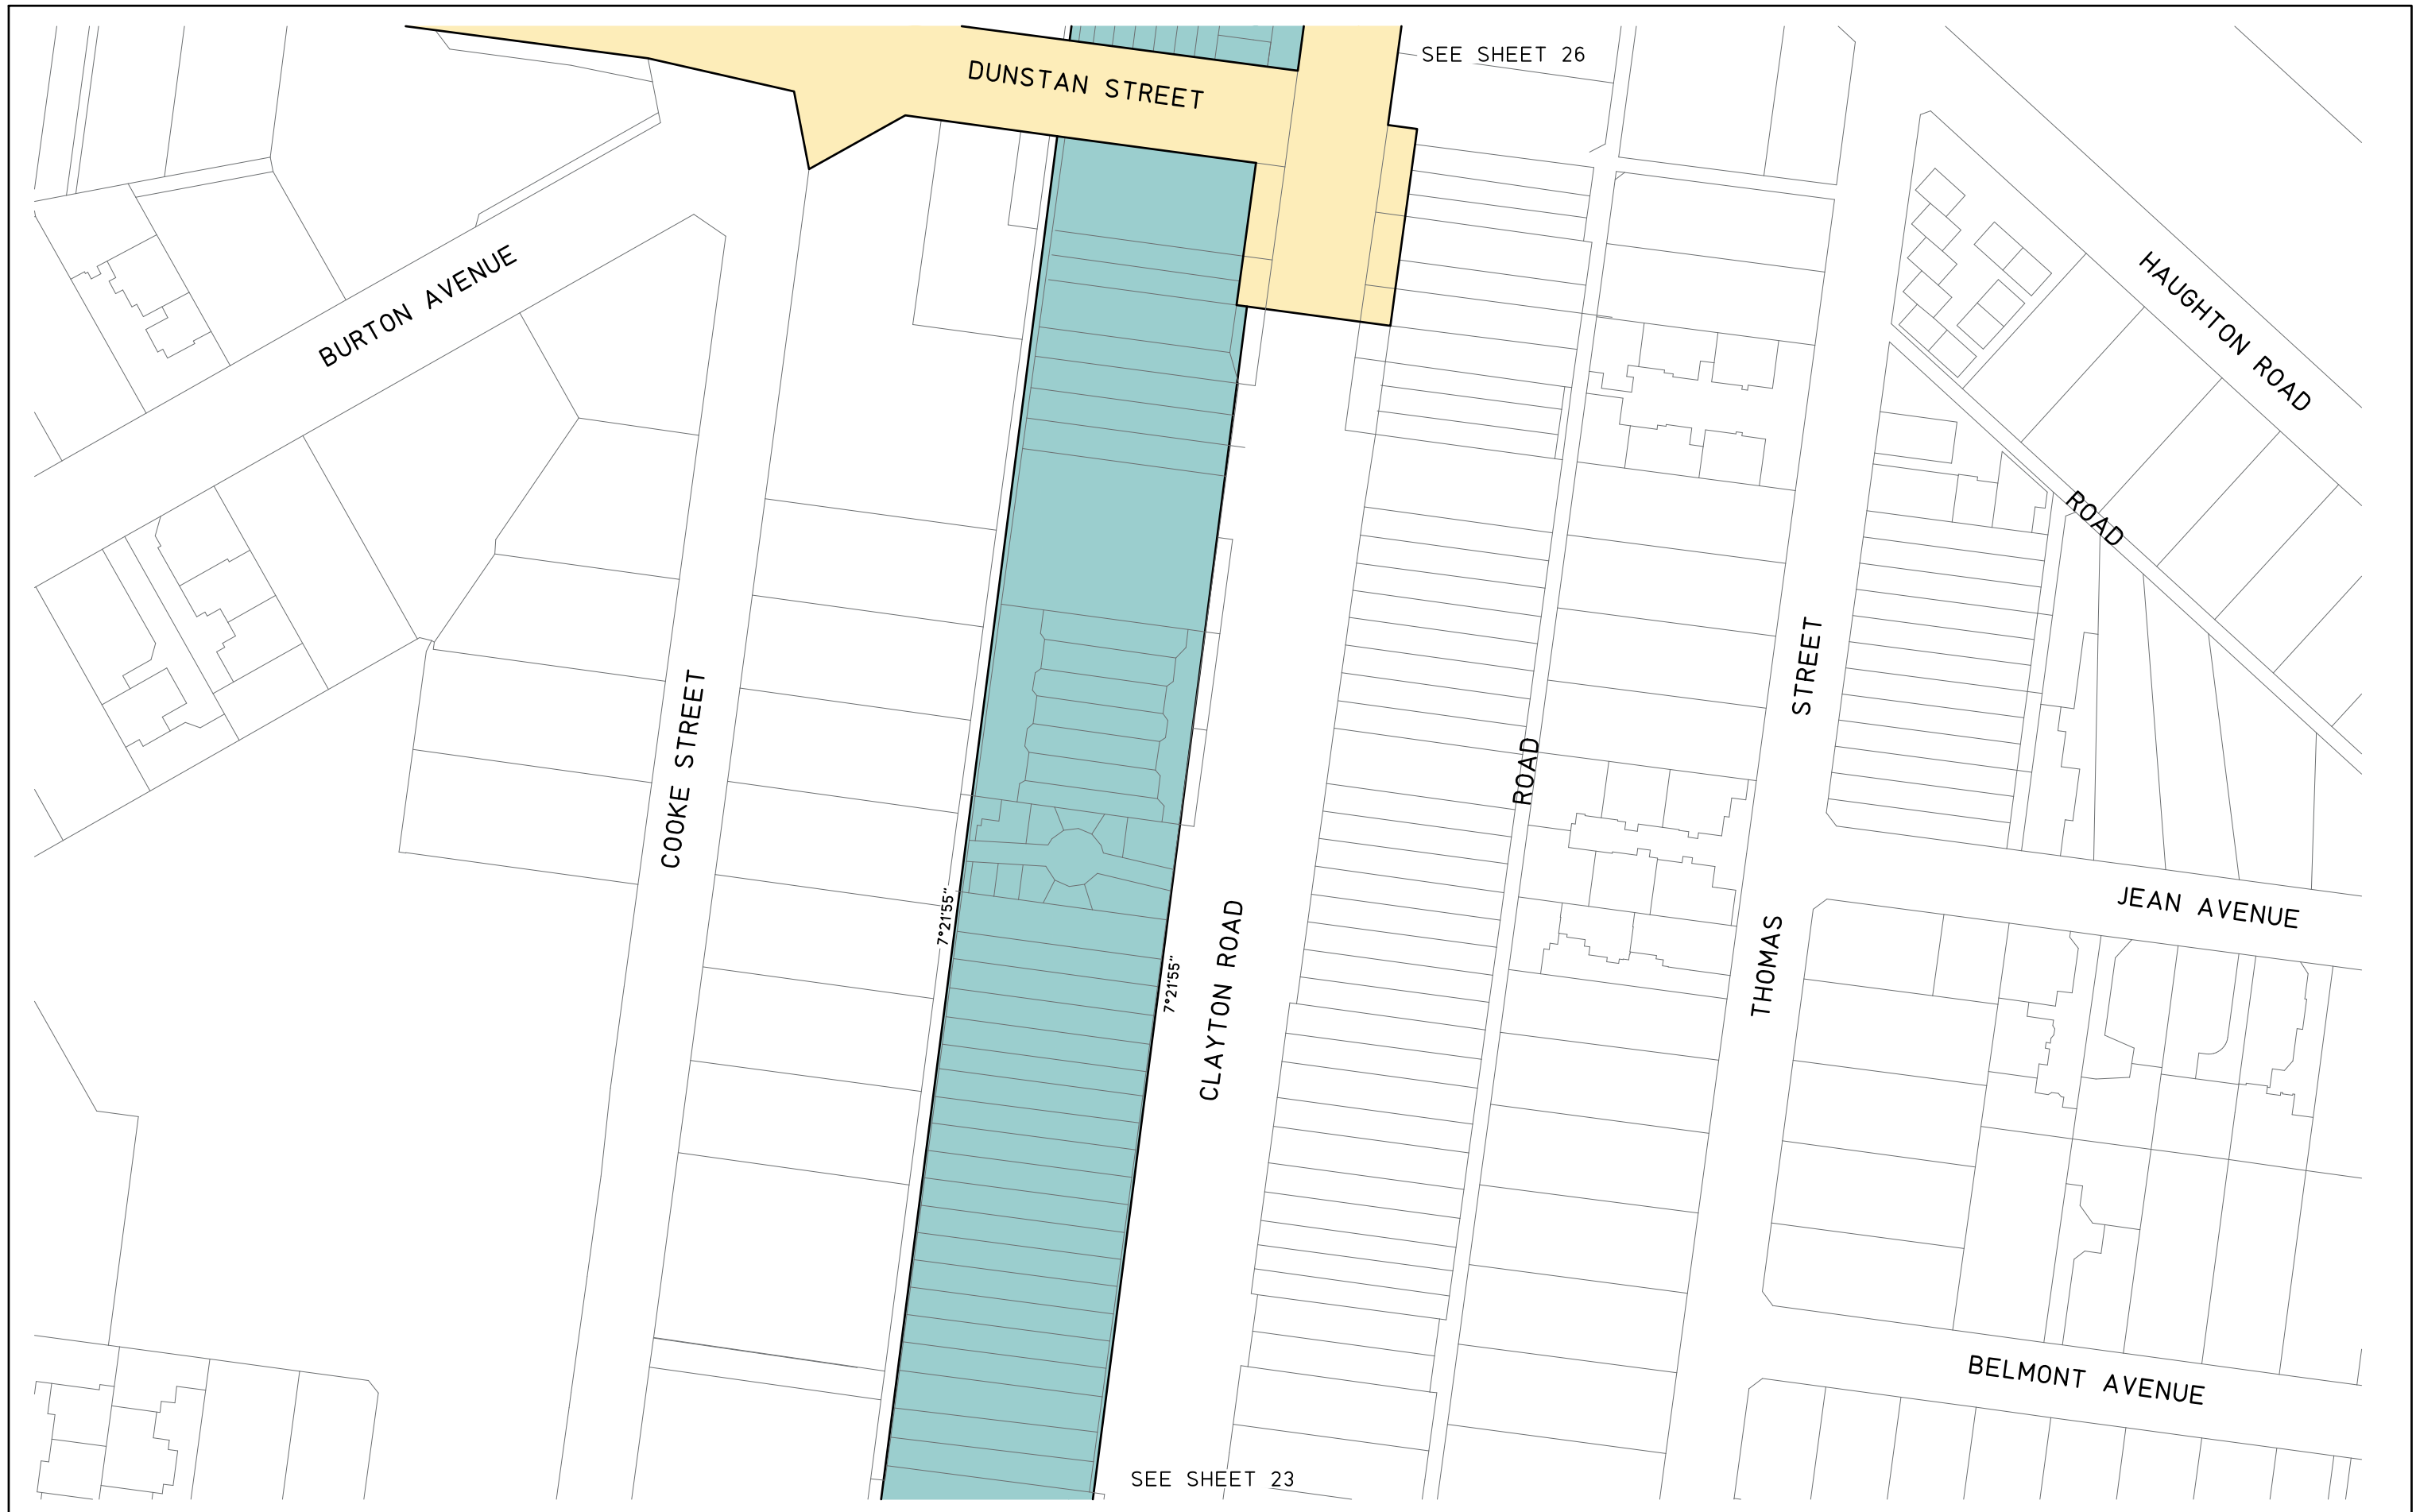 SEE SHEET 26
DUNSTAN STREET
BURTON AVENUE
HAUGHTON ROAD
ROAD
STREET
COOKE STREET
ROAD
7°21'55"
CLAYTON ROAD
JEAN AVENUE
THOMAS
7°21'55"
BELMONT AVENUE
SEE SHEET 23